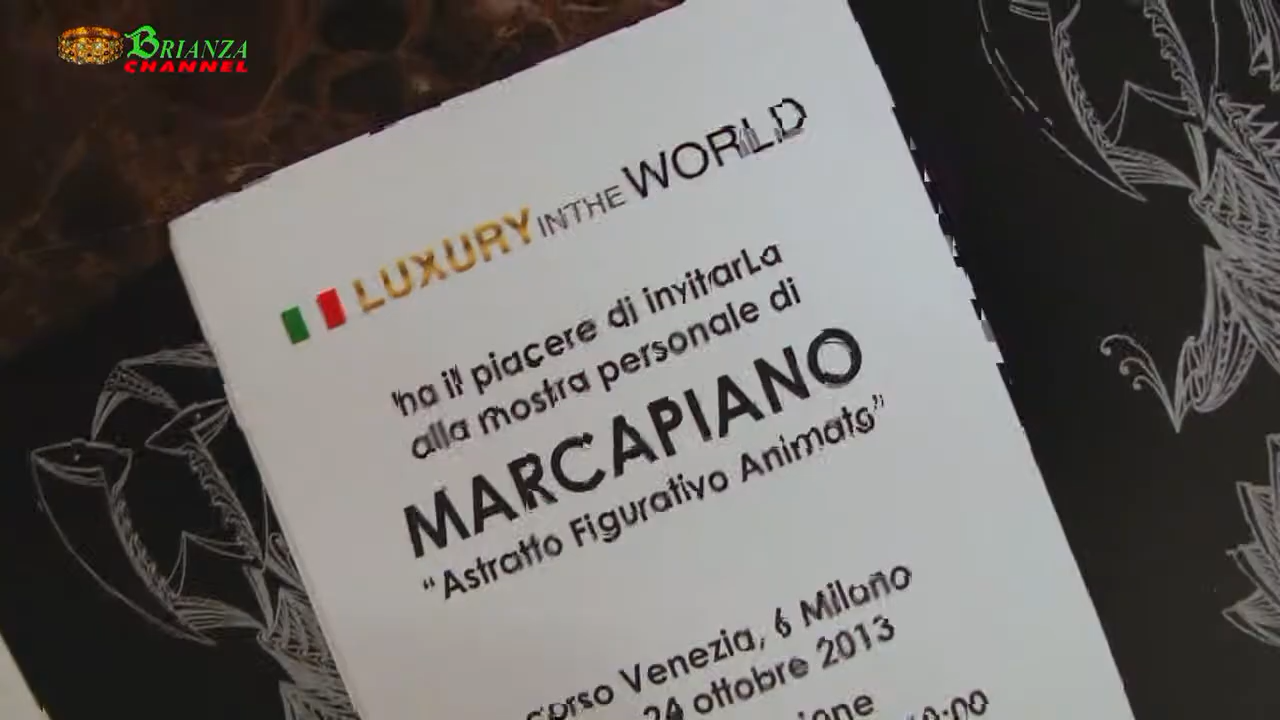 BRIANZA
CHANNEL
LUXURY IN THE WORLD
ha il piacere di invitarLa
alla mostra personale di
MARCAPIANO
“Astratto Figurativo Animato”
corso Venezia, 6 Milano
24 ottobre 2013